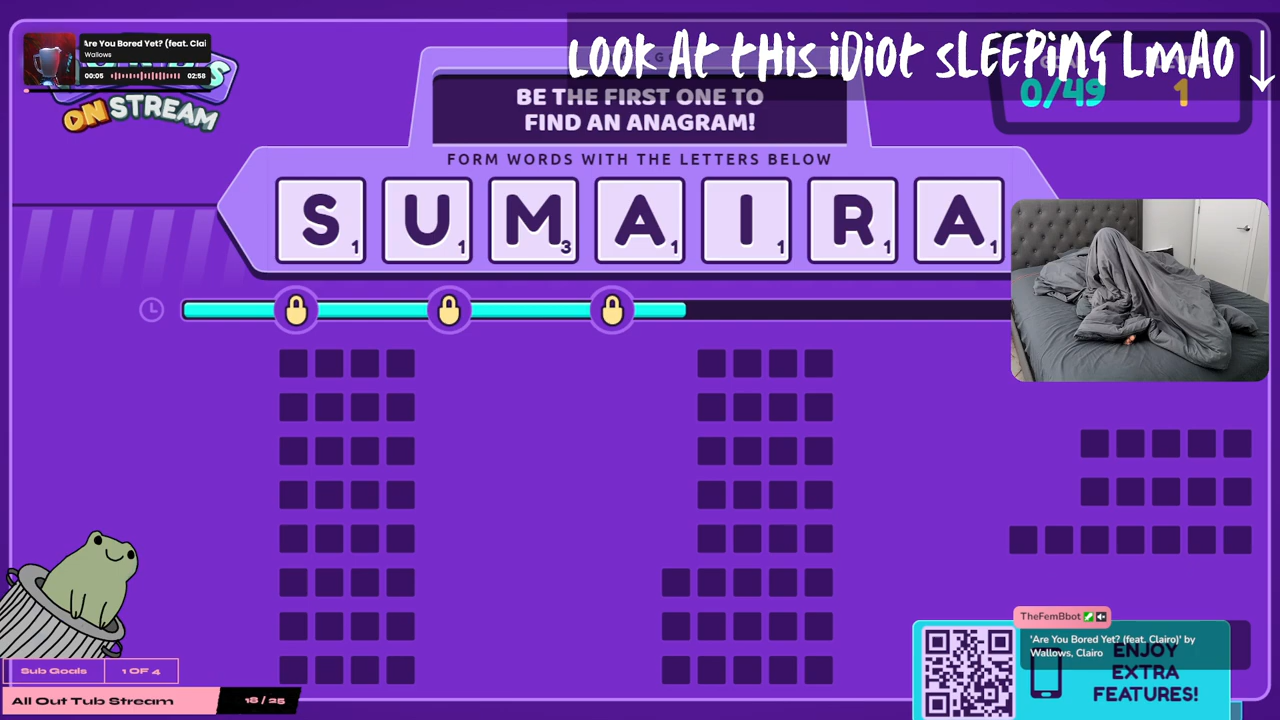 Are You Bored Yet? (feat. Clai
Wallows
00:05
02:58
ON STREAM
LOOK At tHis iDiot sLEEPiNG LmAO
BE THE FIRST ONE TO
FIND AN ANAGRAM!
0/49
1
FORM WORDS WITH THE LETTERS BELOW
S 1 U 1 M 3 A 1 I 1 R 1 A 1
Sub Goals
1 OF 4
All Out Tub Stream
18 / 25
TheFemBbot
'Are You Bored Yet? (feat. Clairo)' by
Wallows, Clairo
ENJOY
EXTRA
FEATURES!